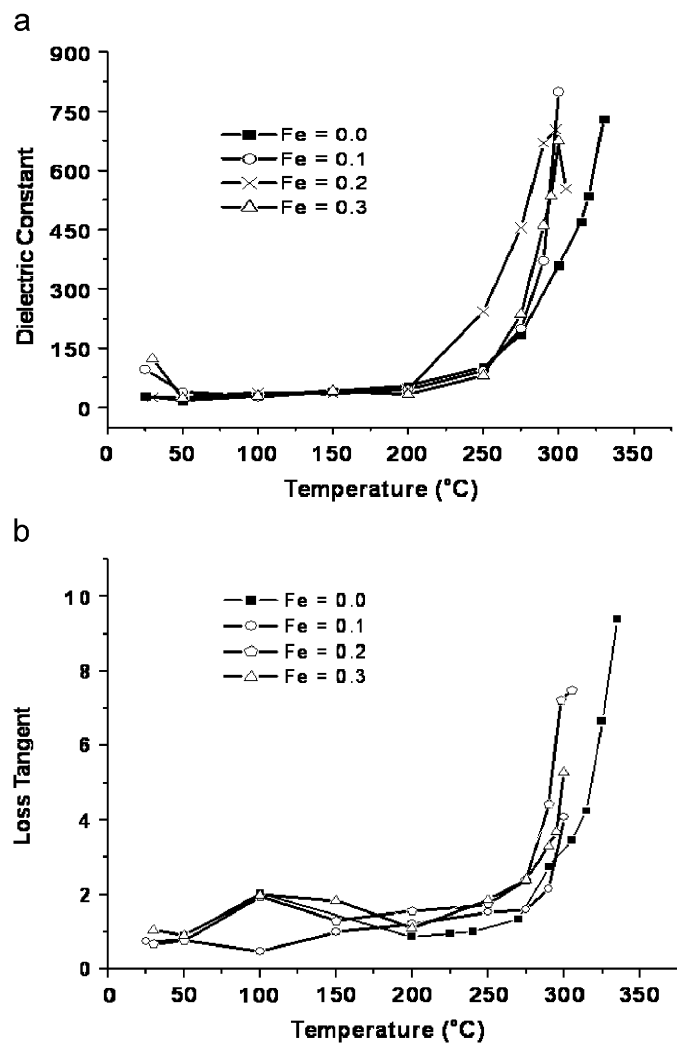 a
900
750
600
450
300
150
0
Dielectric Constant
Fe = 0.0
Fe = 0.1
Fe = 0.2
Fe = 0.3
0 50 100 150 200 250 300 350
Temperature (°C)
b
10
8
6
4
2
0
Loss Tangent
Fe = 0.0
Fe = 0.1
Fe = 0.2
Fe = 0.3
0 50 100 150 200 250 300 350
Temperature (°C)